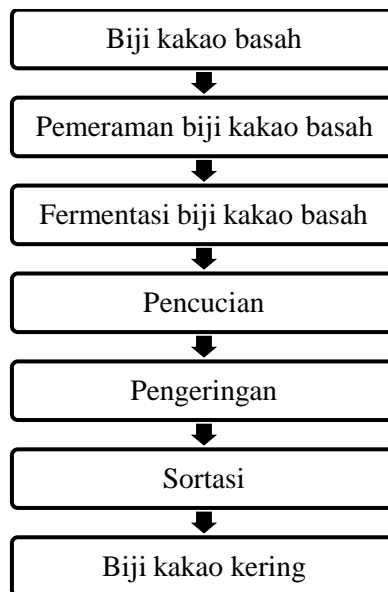 Biji kakao basah
Pemeraman biji kakao basah
Fermentasi biji kakao basah
Pencucian
Pengeringan
Sortasi
Biji kakao kering